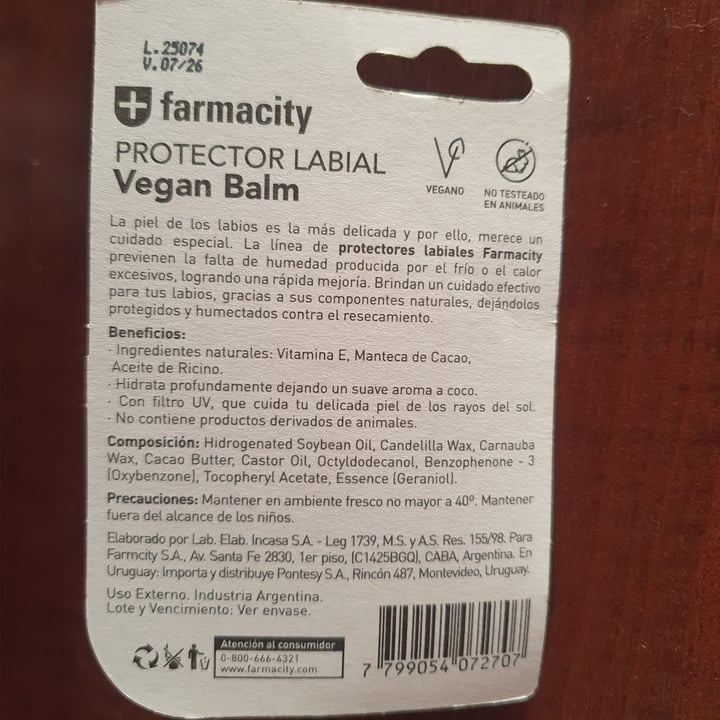 L.25074
V.07/26
farmacity
PROTECTOR LABIAL
Vegan Balm
VEGANO
NO TESTEADO
EN ANIMALES
La piel de los labios es la más delicada y por ello, merece un
cuidado especial. La línea de protectores labiales Farmacity
previenen la falta de humedad producida por el frío o el calor
excesivos, logrando una rápida mejoría. Brindan un cuidado efectivo
para tus labios, gracias a sus componentes naturales, dejándolos
protegidos y humectados contra el resecamiento.
Beneficios:
· Ingredientes naturales: Vitamina E, Manteca de Cacao,
Aceite de Ricino.
· Hidrata profundamente dejando un suave aroma a coco.
· Con filtro UV, que cuida tu delicada piel de los rayos del sol.
· No contiene productos derivados de animales.
Composición: Hidrogenated Soybean Oil, Candelilla Wax, Carnauba
Wax, Cacao Butter, Castor Oil, Octyldodecanol, Benzophenone - 3
(Oxybenzone), Tocopheryl Acetate, Essence (Geraniol).
Precauciones: Mantener en ambiente fresco no mayor a 40º. Mantener
fuera del alcance de los niños.
Elaborado por Lab. Elab. Incasa S.A. - Leg 1739, M.S. y A.S. Res. 155/98. Para
Farmcity S.A., Av. Santa Fe 2830, 1er piso, (C1425BGQ), CABA, Argentina. En
Uruguay: Importa y distribuye Pontesy S.A., Rincón 487, Montevideo, Uruguay.
Uso Externo. Industria Argentina.
Lote y Vencimiento: Ver envase.
Atención al consumidor
0-800-666-4321
www.farmacity.com
7 799054 072707